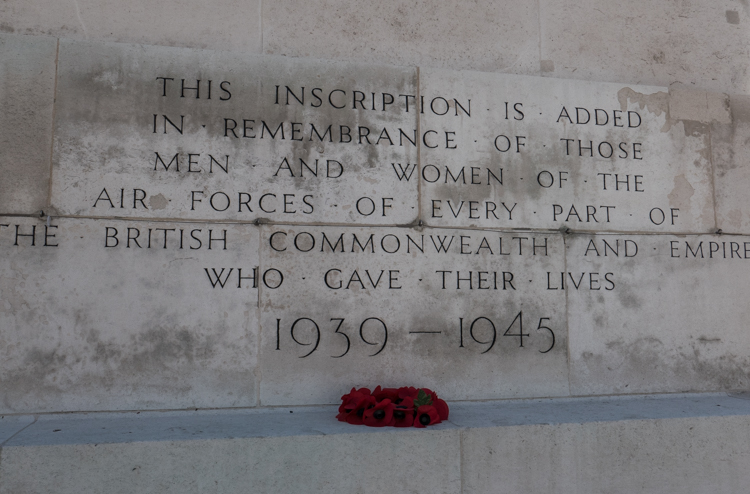 THIS INSCRIPTION · IS · ADDED
IN · REMEMBRANCE · OF · THOSE
MEN · AND · WOMEN · OF · THE
AIR · FORCES · OF · EVERY · PART · OF
THE · BRITISH · COMMONWEALTH · AND · EMPIRE
WHO · GAVE · THEIR · LIVES
1939 — 1945